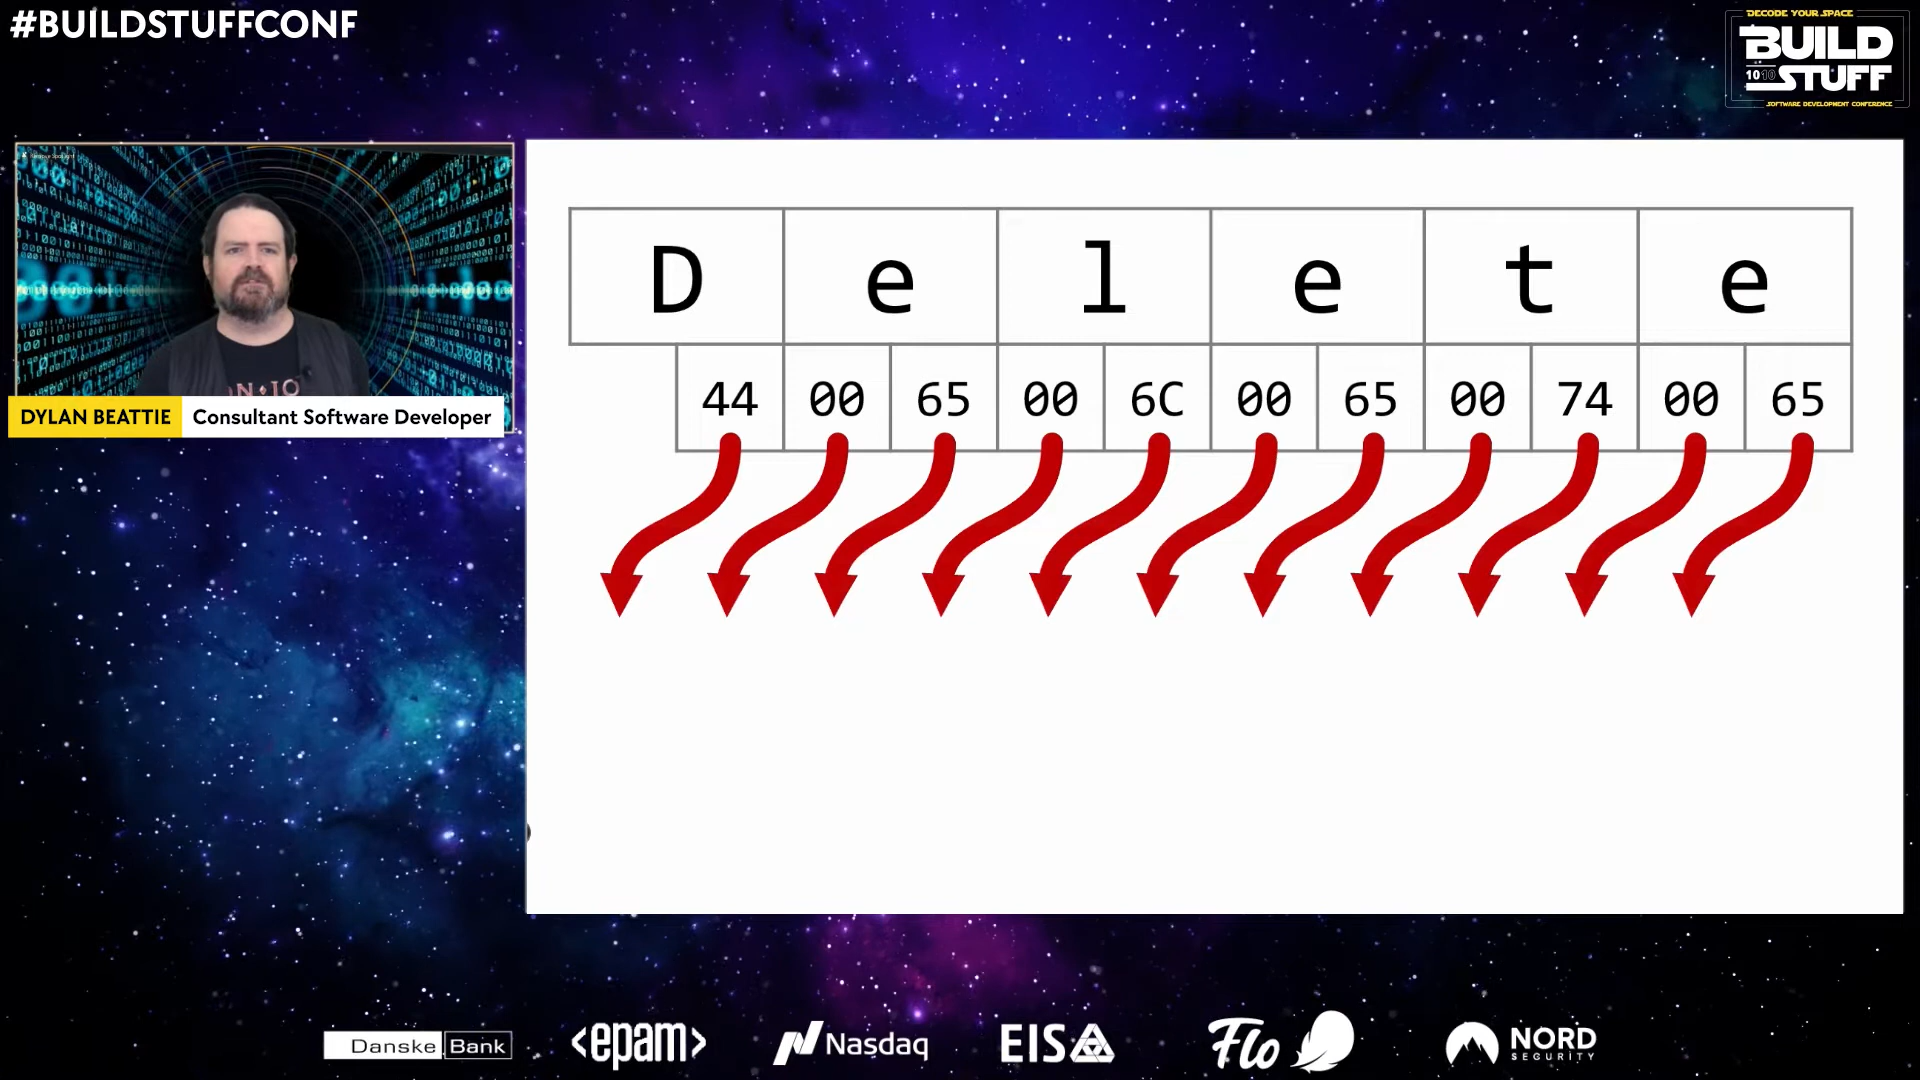 #BUILDSTUFFCONF
DECODE YOUR SPACE
BUILD
1010 STUFF
SOFTWARE DEVELOPMENT CONFERENCE
DYLAN BEATTIE Consultant Software Developer
D e l e t e
44 00 65 00 6C 00 65 00 74 00 65
Danske Bank <epam> Nasdaq EIS Flo NORD
SECURITY